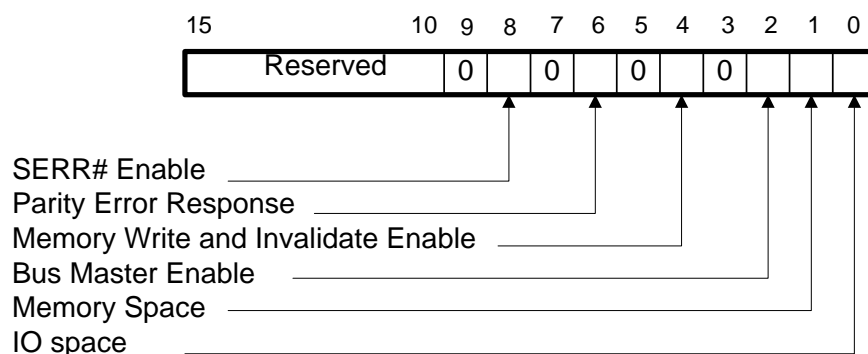 15 10 9 8 7 6 5 4 3 2 1 0
Reserved 0 0 0 0
SERR# Enable
Parity Error Response
Memory Write and Invalidate Enable
Bus Master Enable
Memory Space
IO space